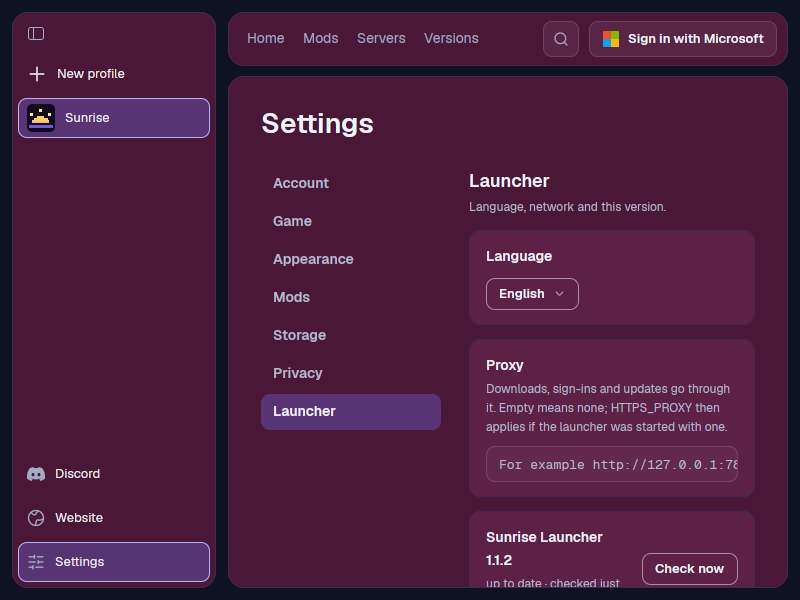 New profile
Sunrise
Discord
Website
Settings
Home Mods Servers Versions
Sign in with Microsoft
Settings
Account
Game
Appearance
Mods
Storage
Privacy
Launcher
Launcher
Language, network and this version.
Language
English
Proxy
Downloads, sign-ins and updates go through
it. Empty means none; HTTPS_PROXY then
applies if the launcher was started with one.
For example http://127.0.0.1:78
Sunrise Launcher
1.1.2
up to date · checked just
Check now